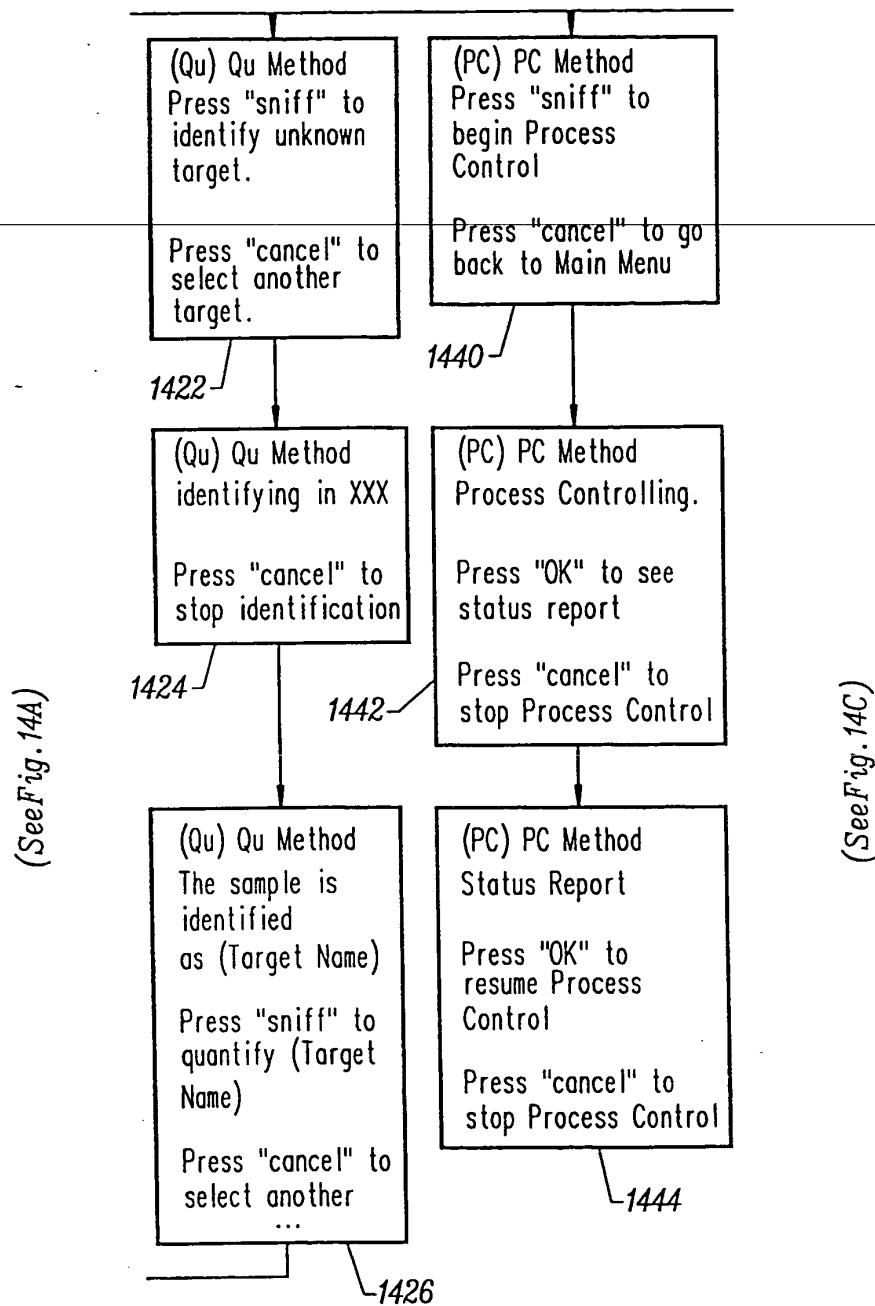 (Qu) Qu Method
Press "sniff" to
identify unknown
target.
Press "cancel" to
select another
target.
1422
(Qu) Qu Method
identifying in XXX
Press "cancel" to
stop identification
1424
(Qu) Qu Method
The sample is
identified
as (Target Name)
Press "sniff" to
quantify (Target
Name)
Press "cancel" to
select another
...
1426
(PC) PC Method
Press "sniff" to
begin Process
Control
Press "cancel" to go
back to Main Menu
1440
(PC) PC Method
Process Controlling.
Press "OK" to see
status report
Press "cancel" to
stop Process Control
1442
(PC) PC Method
Status Report
Press "OK" to
resume Process
Control
Press "cancel" to
stop Process Control
1444
(SeeFig.14A)
(SeeFig.14C)